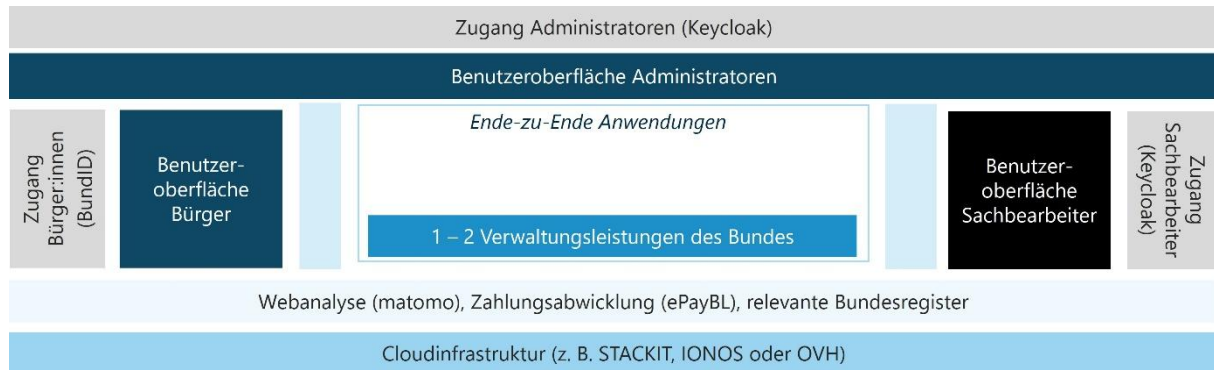 Zugang Administratoren (Keycloak)
Benutzeroberfläche Administratoren
Zugang
Bürger:innen
(BundID)
Benutzer-
oberfläche
Bürger
Ende-zu-Ende Anwendungen
1 – 2 Verwaltungsleistungen des Bundes
Benutzer-
oberfläche
Sachbearbeiter
Zugang
Sachbearbeiter
(Keycloak)
Webanalyse (matomo), Zahlungsabwicklung (ePayBL), relevante Bundesregister
Cloudinfrastruktur (z. B. STACKIT, IONOS oder OVH)